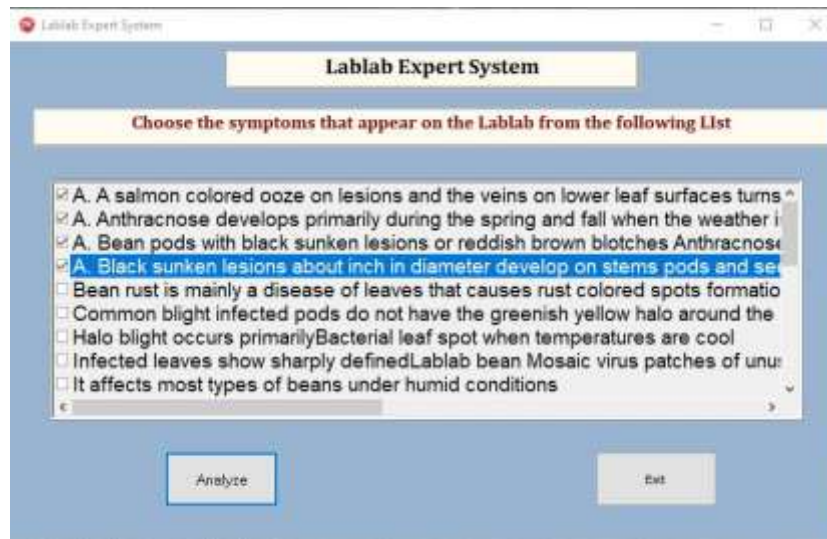 Lablab Expert System
Lablab Expert System
Choose the symptoms that appear on the Lablab from the following LIst
A. A salmon colored ooze on lesions and the veins on lower leaf surfaces turns
A. Anthracnose develops primarily during the spring and fall when the weather i
A. Bean pods with black sunken lesions or reddish brown blotches Anthracnose
A. Black sunken lesions about inch in diameter develop on stems pods and see
Bean rust is mainly a disease of leaves that causes rust colored spots formatio
Common blight infected pods do not have the greenish yellow halo around the
Halo blight occurs primarilyBacterial leaf spot when temperatures are cool
Infected leaves show sharply definedLablab bean Mosaic virus patches of unus
It affects most types of beans under humid conditions
Analyze
Exit